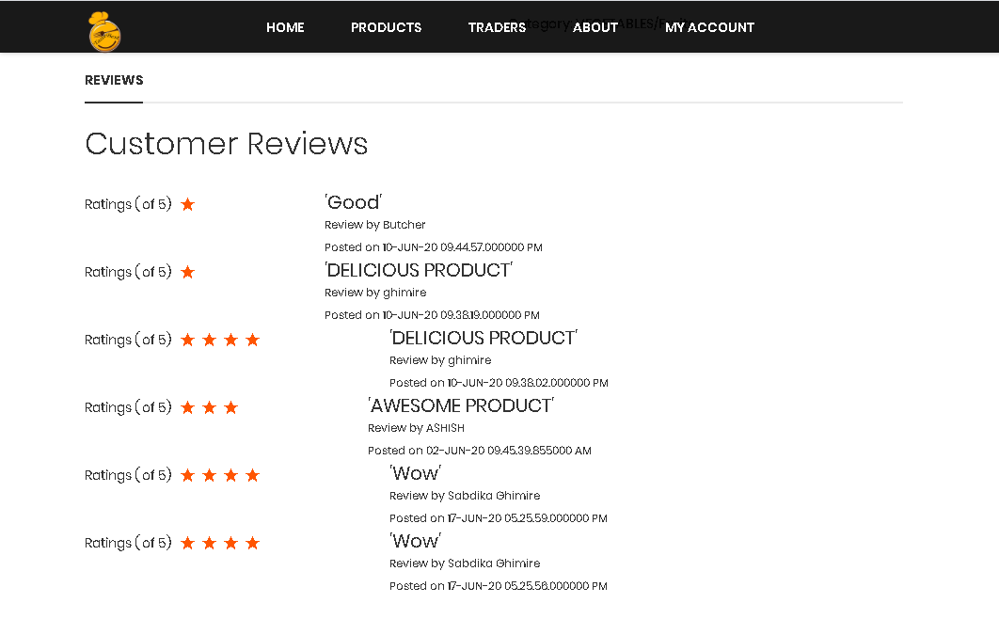 HOME PRODUCTS TRADERS ABOUT MY ACCOUNT
REVIEWS
Customer Reviews
Ratings ( of 5) 'Good'
Review by Butcher
Posted on 10-JUN-20 09.44.57.000000 PM
Ratings ( of 5) 'DELICIOUS PRODUCT'
Review by ghimire
Posted on 10-JUN-20 09.38.19.000000 PM
Ratings ( of 5) 'DELICIOUS PRODUCT'
Review by ghimire
Posted on 10-JUN-20 09.38.02.000000 PM
Ratings ( of 5) 'AWESOME PRODUCT'
Review by ASHISH
Posted on 02-JUN-20 09.45.39.855000 AM
Ratings ( of 5) 'Wow'
Review by Sabdika Ghimire
Posted on 17-JUN-20 05.25.59.000000 PM
Ratings ( of 5) 'Wow'
Review by Sabdika Ghimire
Posted on 17-JUN-20 05.25.56.000000 PM